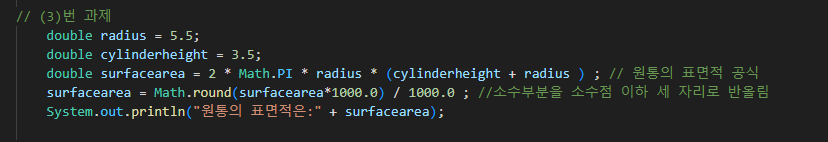 // (3)번 과제
double radius = 5.5;
double cylinderheight = 3.5;
double surfacearea = 2 * Math.PI * radius * (cylinderheight + radius ) ; // 원통의 표면적 공식
surfacearea = Math.round(surfacearea*1000.0) / 1000.0 ; //소수부분을 소수점 이하 세 자리로 반올림
System.out.println("원통의 표면적은:" + surfacearea);